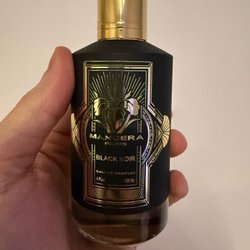 MANCERA
PARIS
BLACK NOIR
EAU DE PARFUM